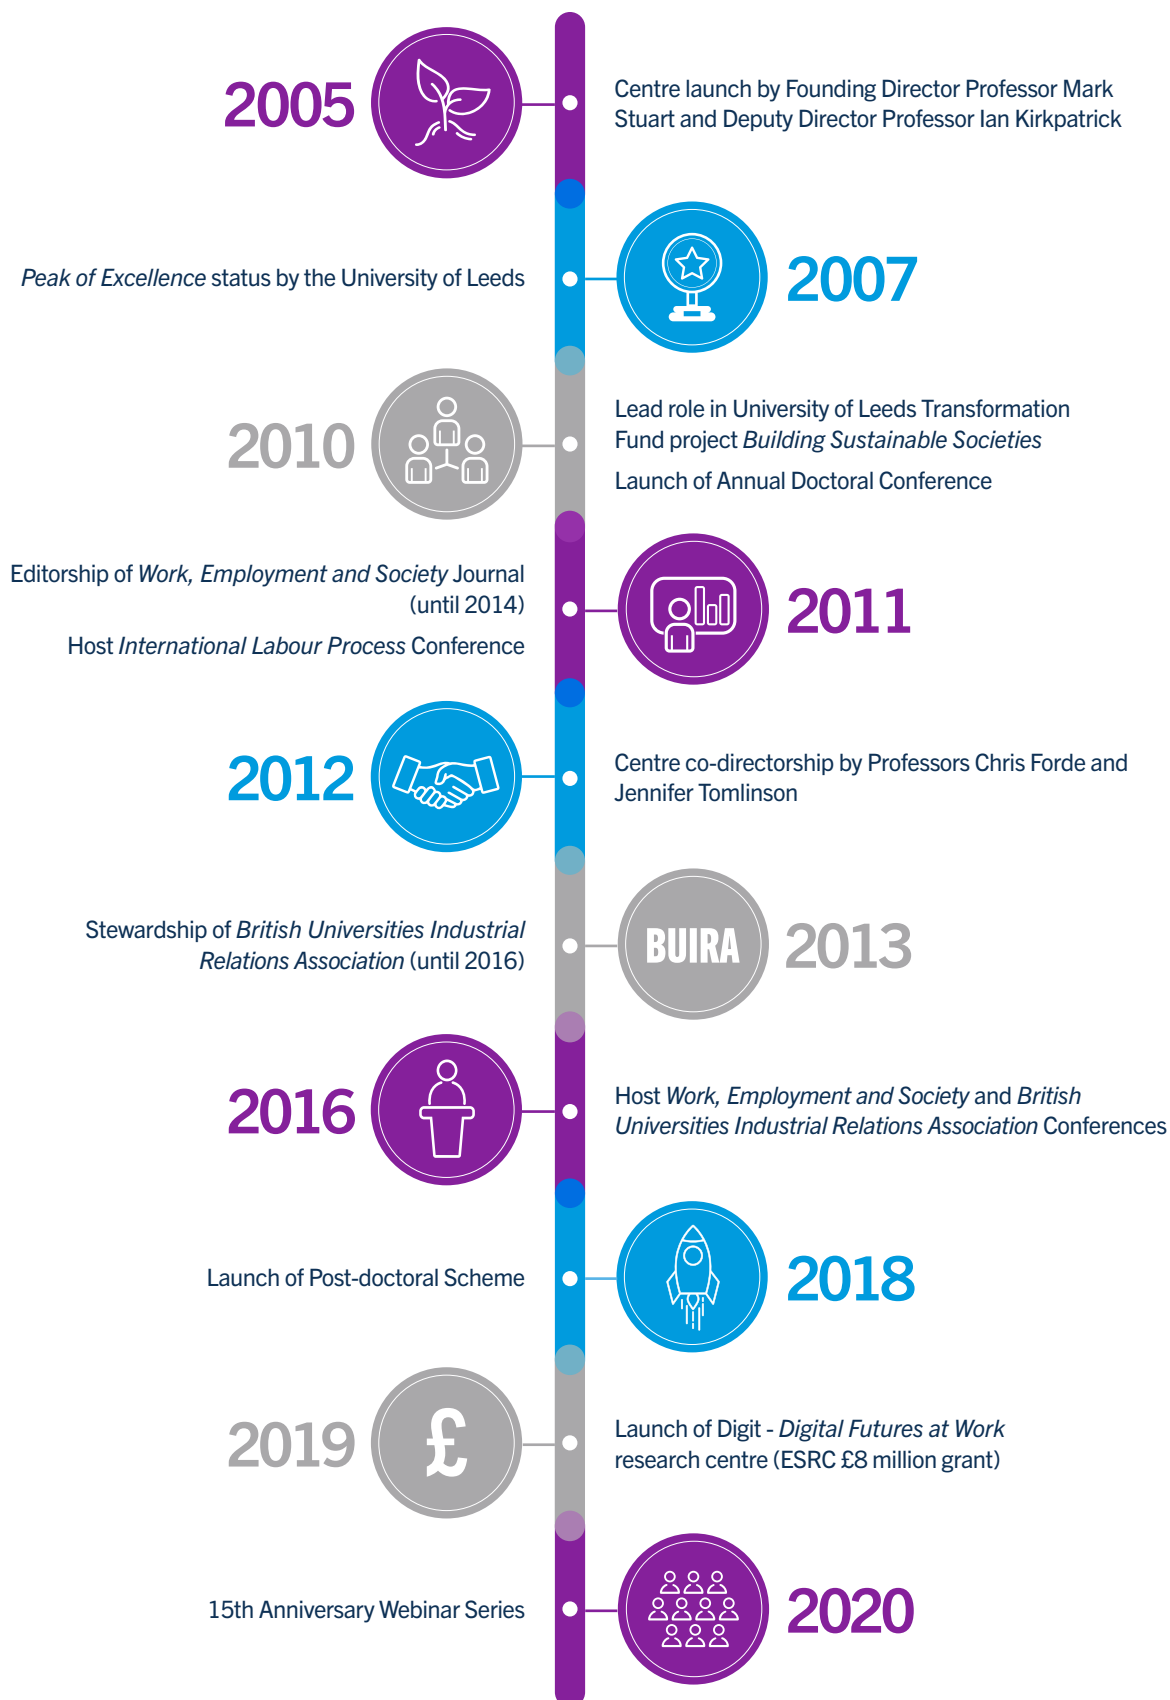 2005
Centre launch by Founding Director Professor Mark
Stuart and Deputy Director Professor Ian Kirkpatrick
Peak of Excellence status by the University of Leeds
2007
2010
Lead role in University of Leeds Transformation
Fund project Building Sustainable Societies
Launch of Annual Doctoral Conference
Editorship of Work, Employment and Society Journal
(until 2014)
Host International Labour Process Conference
2011
2012
Centre co-directorship by Professors Chris Forde and
Jennifer Tomlinson
Stewardship of British Universities Industrial
Relations Association (until 2016)
BUIRA
2013
2016
Host Work, Employment and Society and British
Universities Industrial Relations Association Conferences
Launch of Post-doctoral Scheme
2018
2019
£
Launch of Digit - Digital Futures at Work
research centre (ESRC £8 million grant)
15th Anniversary Webinar Series
2020